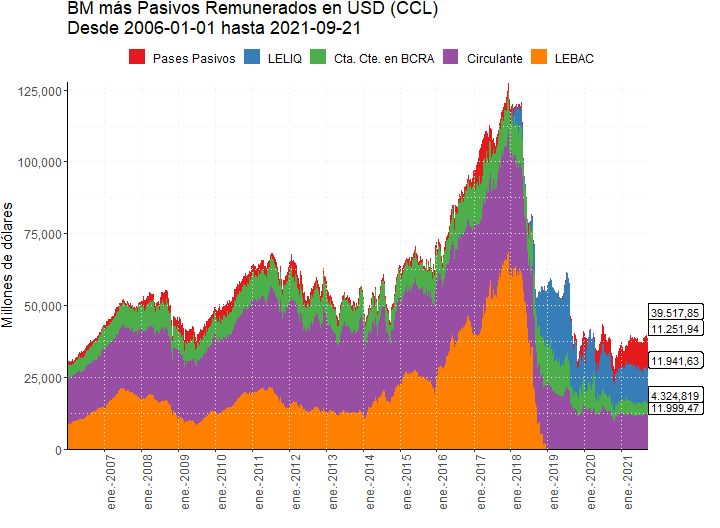 BM más Pasivos Remunerados en USD (CCL)
Desde 2006-01-01 hasta 2021-09-21
Pases Pasivos LELIQ Cta. Cte. en BCRA Circulante LEBAC
Millones de dólares
125,000
100,000
75,000
50,000
25,000
0
39.517,85
11.251,94
11.941,63
4.324,819
11.999,47
ene.-2007
ene.-2008
ene.-2009
ene.-2010
ene.-2011
ene.-2012
ene.-2013
ene.-2014
ene.-2015
ene.-2016
ene.-2017
ene.-2018
ene.-2019
ene.-2020
ene.-2021